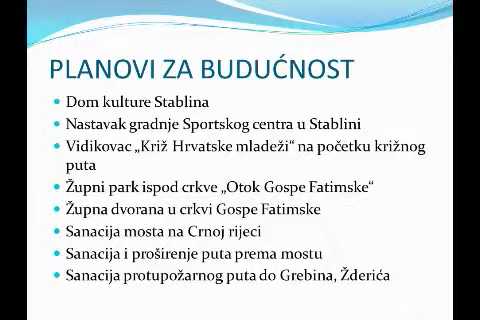 PLANOVI ZA BUDUĆNOST
Dom kulture Stablina
Nastavak gradnje Sportskog centra u Stablini
Vidikovac „Križ Hrvatske mladeži“ na početku križnog
puta
Župni park ispod crkve „Otok Gospe Fatimske“
Župna dvorana u crkvi Gospe Fatimske
Sanacija mosta na Crnoj rijeci
Sanacija i proširenje puta prema mostu
Sanacija protupožarnog puta do Grebina, Žderića